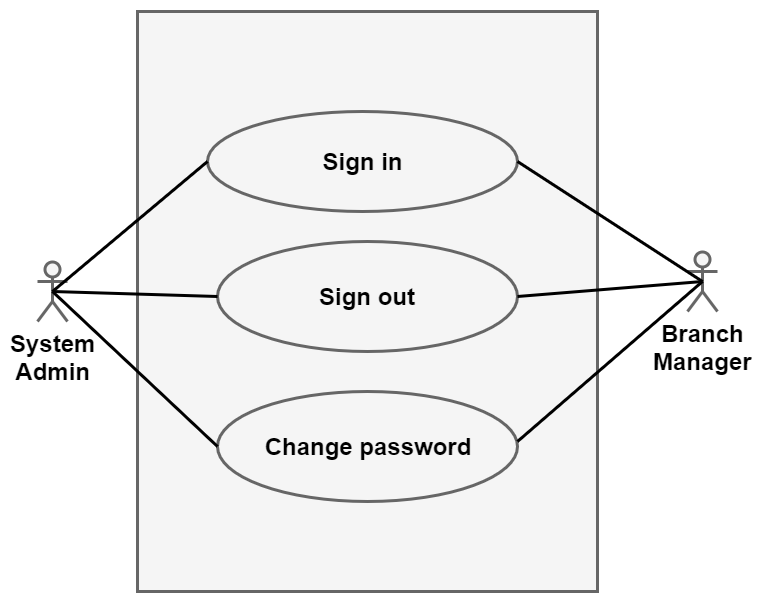 Sign in
Sign out
System
Admin
Branch
Manager
Change password